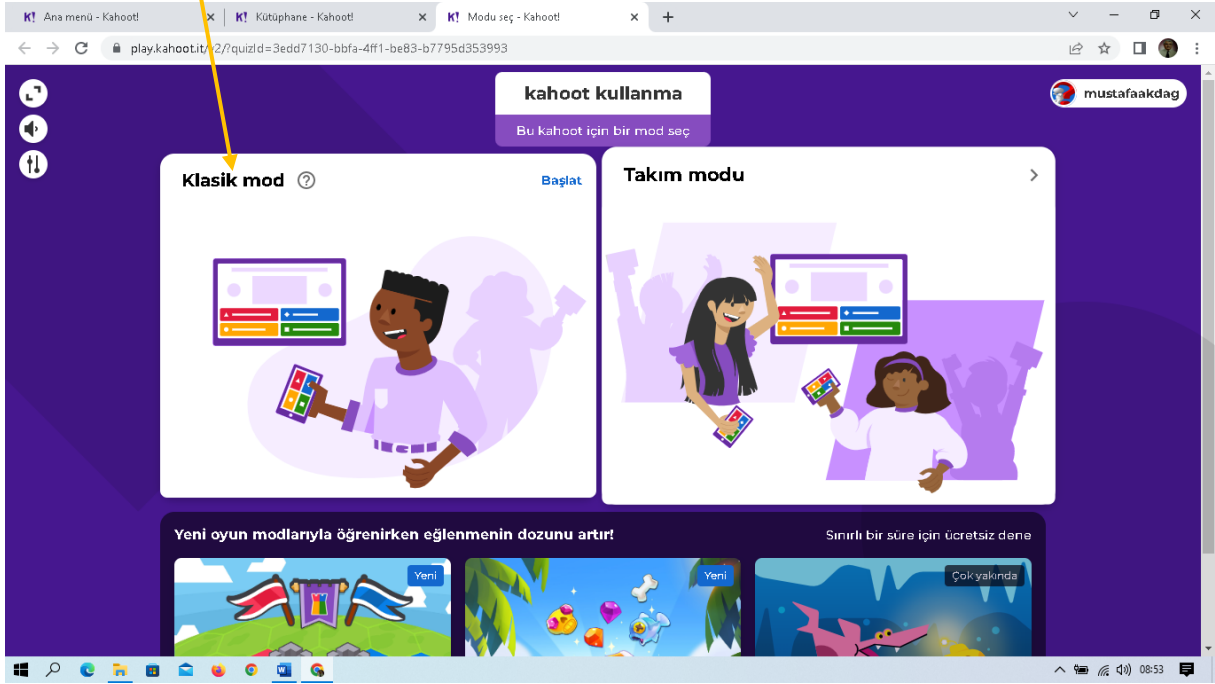 K! Ana menü - Kahoot!
K! Kütüphane - Kahoot!
K! Modu seç - Kahoot!
play.kahoot.it/v2/?quizId=3edd7130-bbfa-4ff1-be83-b7795d353993
kahoot kullanma
mustafaakdag
Bu kahoot için bir mod seç
Klasik mod
Başlat
Takım modu
Yeni oyun modlarıyla öğrenirken eğlenmenin dozunu artır!
Sınırlı bir süre için ücretsiz dene
Yeni
Yeni
Çok yakında
08:53